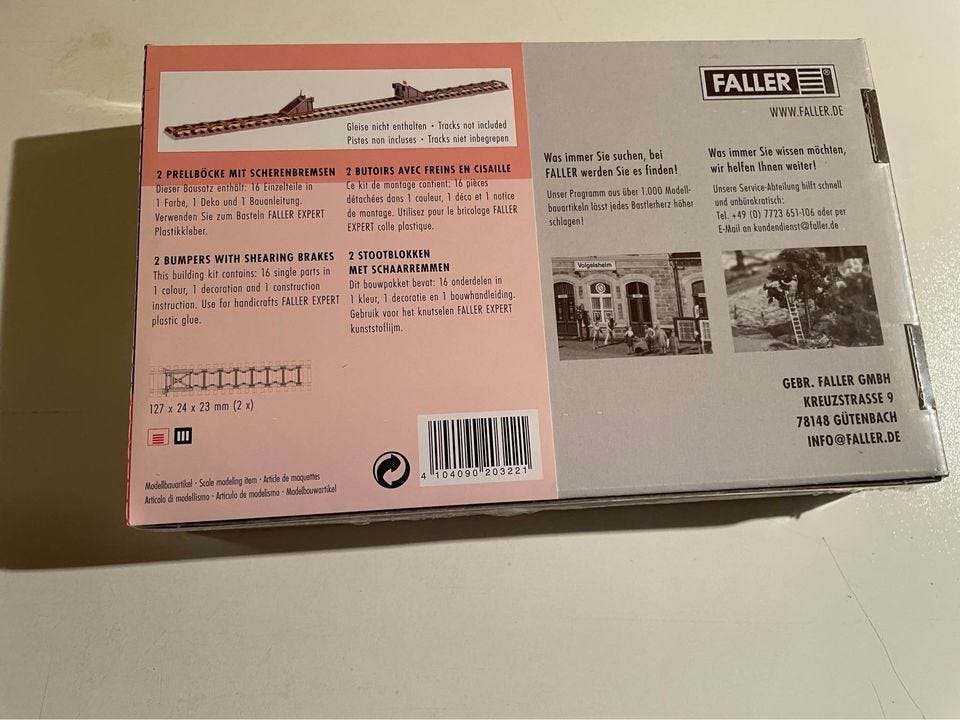 Gleise nicht enthalten • Tracks not included
Pistes non incluses • Tracks niet inbegrepen
2 PRELLBÖCKE MIT SCHERENBREMSEN
Dieser Bausatz enthält: 16 Einzelteile in
1 Farbe, 1 Deko und 1 Bauanleitung.
Verwenden Sie zum Basteln FALLER EXPERT
Plastikkleber.
2 BUTOIRS AVEC FREINS EN CISAILLE
Ce kit de montage contient: 16 pièces
détachées dans 1 couleur, 1 déco et 1 notice
de montage. Utilisez pour le bricolage FALLER
EXPERT colle plastique.
2 BUMPERS WITH SHEARING BRAKES
This building kit contains: 16 single parts in
1 colour, 1 decoration and 1 construction
instruction. Use for handicrafts FALLER EXPERT
plastic glue.
2 STOOTBLOKKEN
MET SCHAARREMMEN
Dit bouwpakket bevat: 16 onderdelen in
1 kleur, 1 decoratie en 1 bouwhandleiding.
Gebruik voor het knutselen FALLER EXPERT
kunststoflijm.
127 x 24 x 23 mm (2 x)
Modellbauartikel • Scale modeling item • Article de maquettes
Articolo di modellismo • Artículo de modelismo • Modelbouwartikel
4 104090 203221
FALLER
WWW.FALLER.DE
Was immer Sie suchen, bei
FALLER werden Sie es finden!
Unser Programm aus über 1.000 Modell-
bauartikeln lässt jedes Bastlerherz höher
schlagen!
Was immer Sie wissen möchten,
wir helfen Ihnen weiter!
Unsere Service-Abteilung hilft schnell
und unbürokratisch:
Tel. +49 (0) 7723 651-106 oder per
E-Mail an kundendienst@faller.de
Volgelsheim
GEBR. FALLER GMBH
KREUZSTRASSE 9
78148 GÜTENBACH
INFO@FALLER.DE